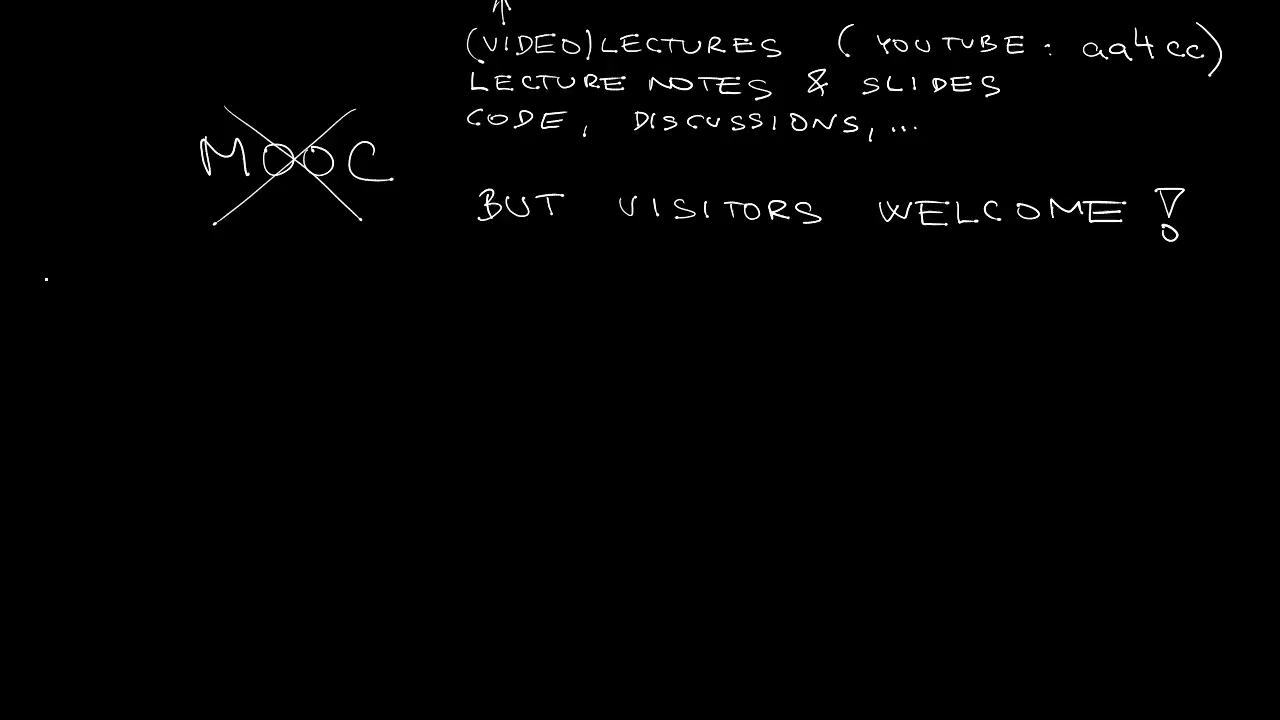 (VIDEO)LECTURES (YOUTUBE: aa4cc)
LECTURE NOTES & SLIDES
CODE, DISCUSSIONS,...
MOOC
BUT VISITORS WELCOME!